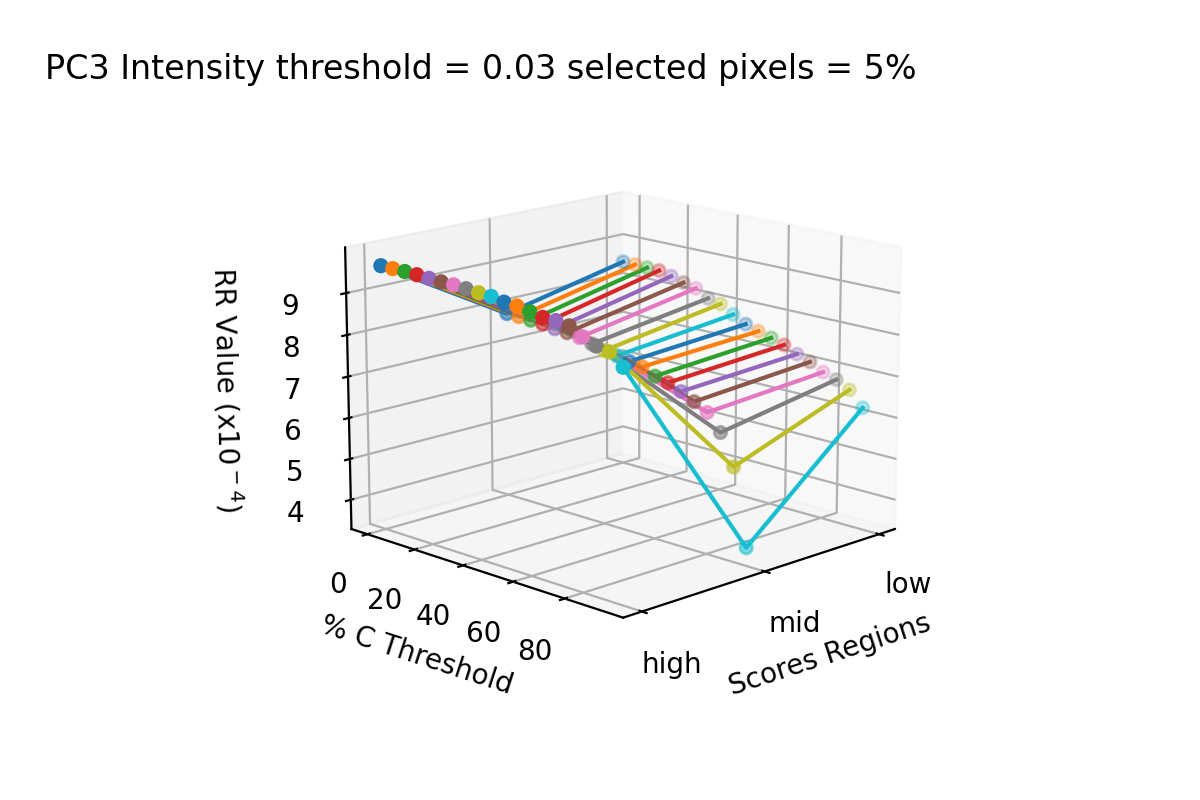 PC3 Intensity threshold = 0.03 selected pixels = 5%
RR Value (x10⁻⁴)
9
8
7
6
5
4
0
20
40
60
80
% C Threshold
low
mid
high
Scores Regions